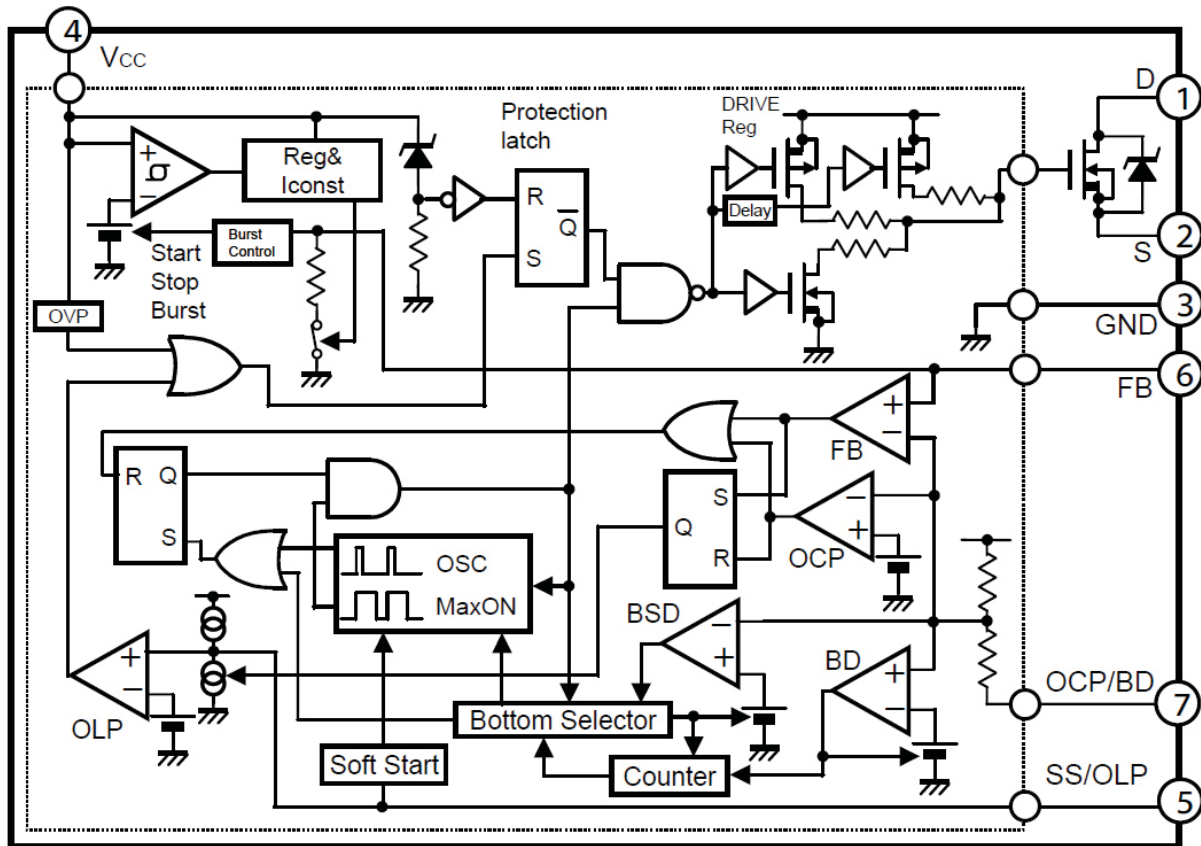 4
VCC
D
1
Protection
latch
DRIVE
Reg
+
−
Reg&
Iconst
R
Q
S
Delay
2
S
Burst
Control
Start
Stop
Burst
OVP
3
GND
6
FB
+
−
FB
R
Q
S
S
Q
R
−
+
OCP
OSC
MaxON
BSD
−
+
BD
+
−
OCP/BD
7
+
−
OLP
Bottom Selector
Soft Start
Counter
SS/OLP
5